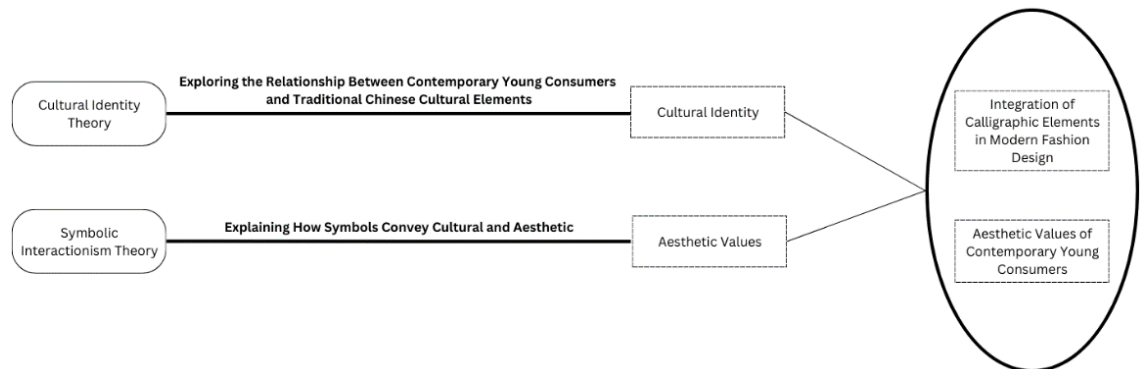 Exploring the Relationship Between Contemporary Young Consumers
and Traditional Chinese Cultural Elements
Cultural Identity
Theory
Cultural Identity
Integration of
Calligraphic Elements
in Modern Fashion
Design
Explaining How Symbols Convey Cultural and Aesthetic
Symbolic
Interactionism Theory
Aesthetic Values
Aesthetic Values of
Contemporary Young
Consumers